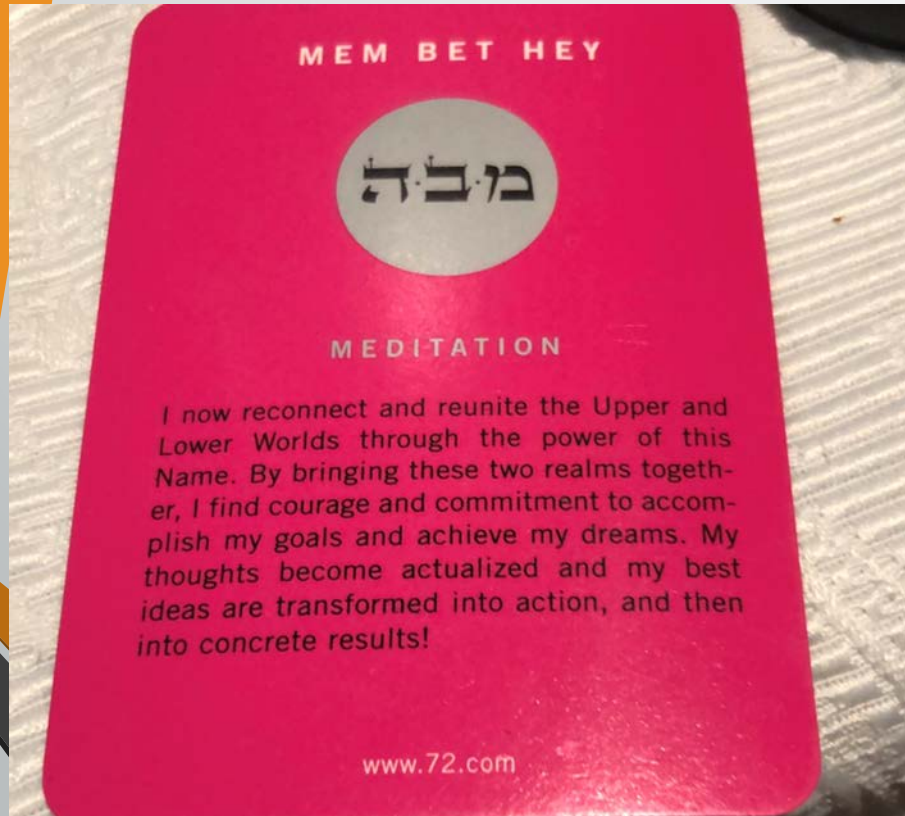 MEM BET HEY
מ·ב·ה
MEDITATION
I now reconnect and reunite the Upper and
Lower Worlds through the power of this
Name. By bringing these two realms togeth-
er, I find courage and commitment to accom-
plish my goals and achieve my dreams. My
thoughts become actualized and my best
ideas are transformed into action, and then
into concrete results!
www.72.com